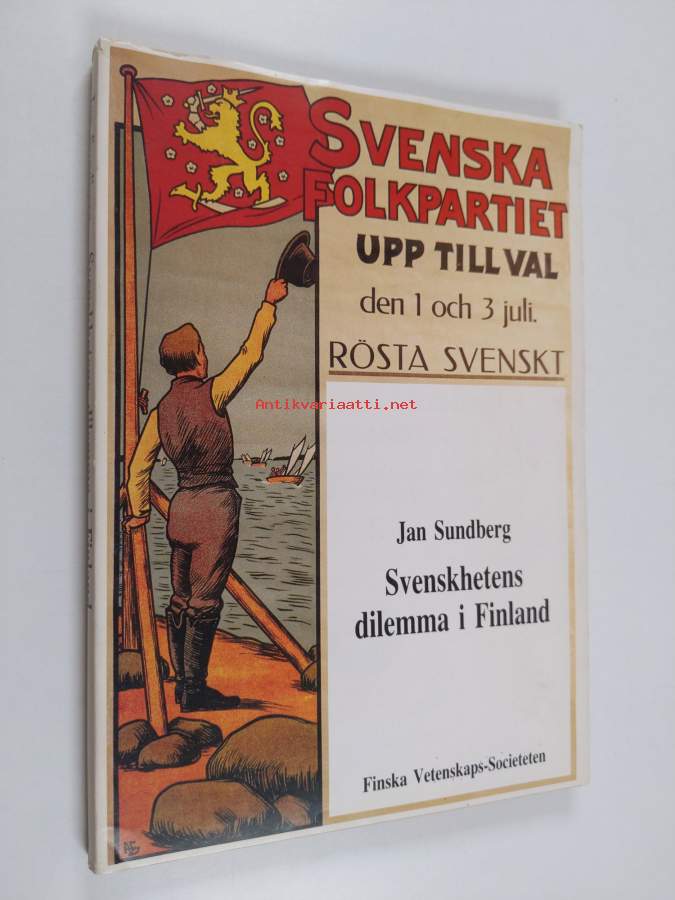 SVENSKA
FOLKPARTIET
UPP TILL VAL
den 1 och 3 juli.
RÖSTA SVENSKT
Antikvariaatti.net
Jan Sundberg
Svenskhetens
dilemma i Finland
Finska Vetenskaps-Societeten